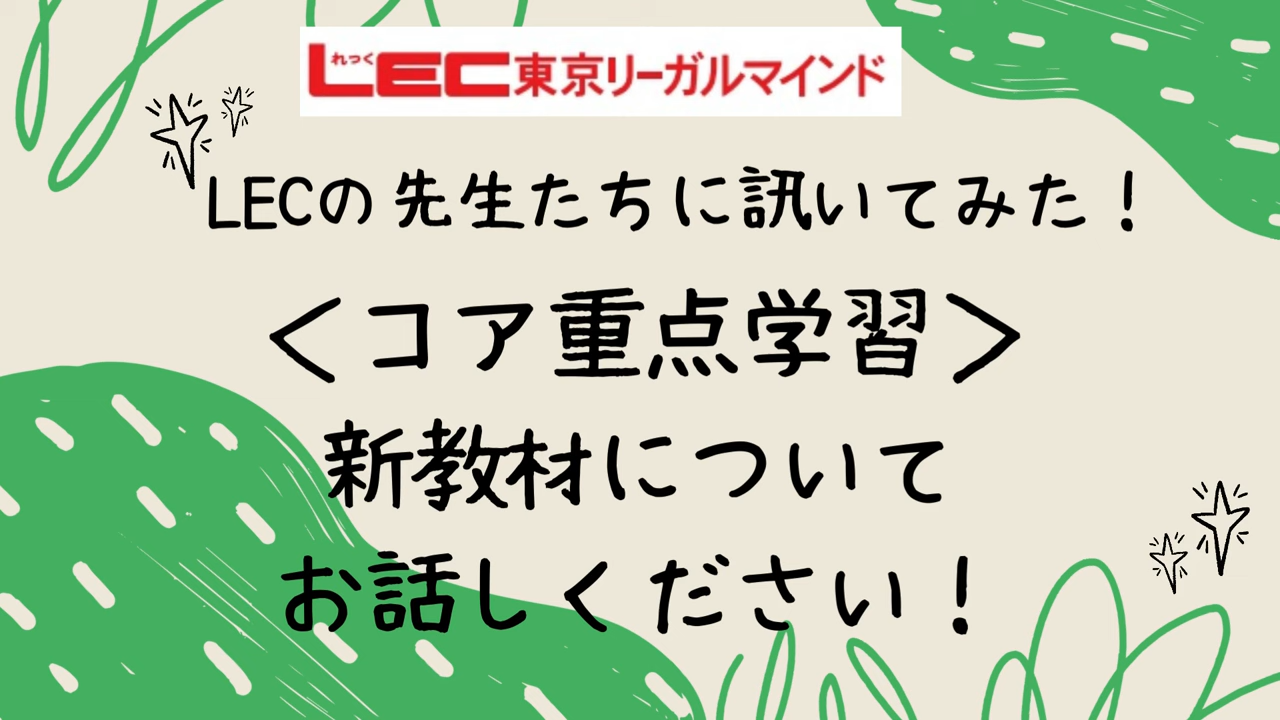 れっく
LEC東京リーガルマインド
LECの先生たちに訊いてみた！
＜コア重点学習＞
新教材について
お話しください！